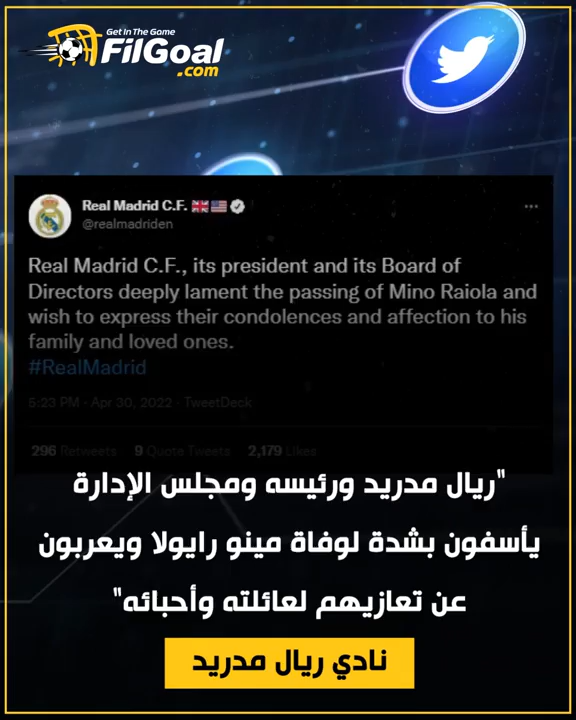 Get In The Game
FilGoal
.com
Real Madrid C.F.
@realmadriden
Real Madrid C.F., its president and its Board of
Directors deeply lament the passing of Mino Raiola and
wish to express their condolences and affection to his
family and loved ones.
#RealMadrid
5:23 PM · Apr 30, 2022 · TweetDeck
296 Retweets 9 Quote Tweets 2,179 Likes
"ريال مدريد ورئيسه ومجلس الإدارة
يأسفون بشدة لوفاة مينو رايولا ويعربون
عن تعازيهم لعائلته وأحبائه"
نادي ريال مدريد